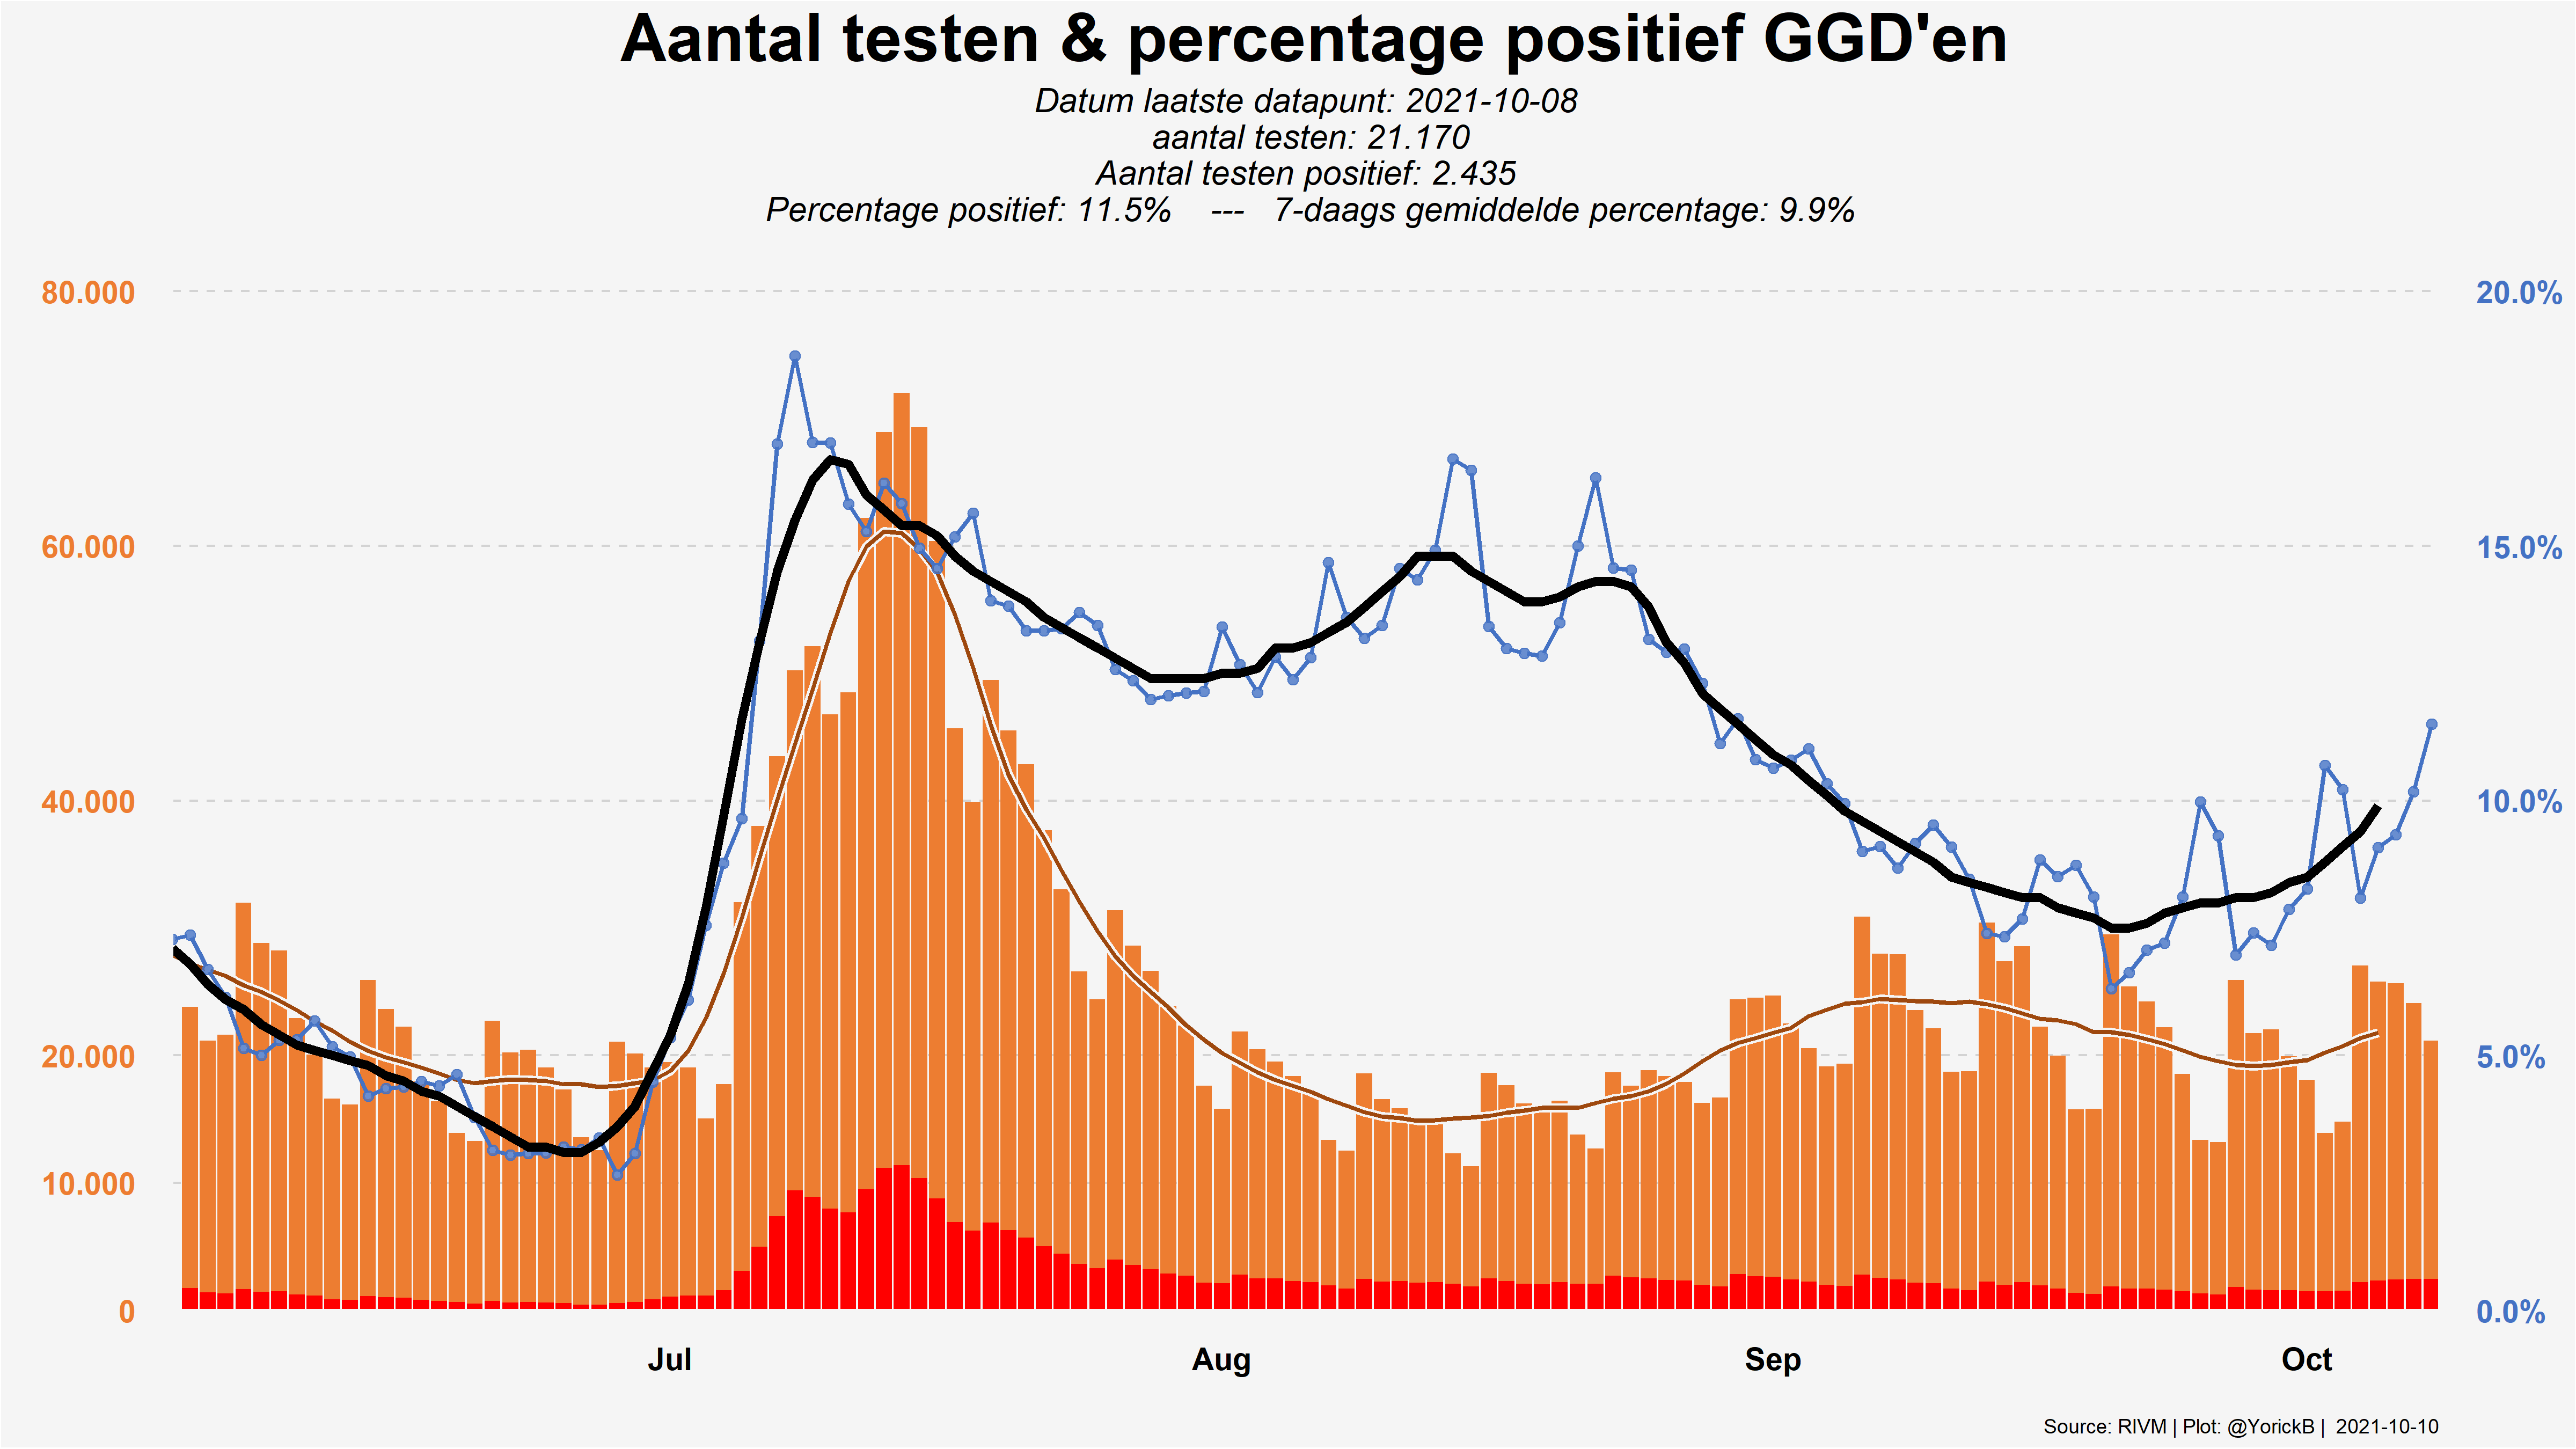 Aantal testen & percentage positief GGD'en
Datum laatste datapunt: 2021-10-08
aantal testen: 21.170
Aantal testen positief: 2.435
Percentage positief: 11.5% --- 7-daags gemiddelde percentage: 9.9%
80.000
20.0%
60.000
15.0%
40.000
10.0%
20.000
5.0%
10.000
0
0.0%
Jul
Aug
Sep
Oct
Source: RIVM | Plot: @YorickB | 2021-10-10